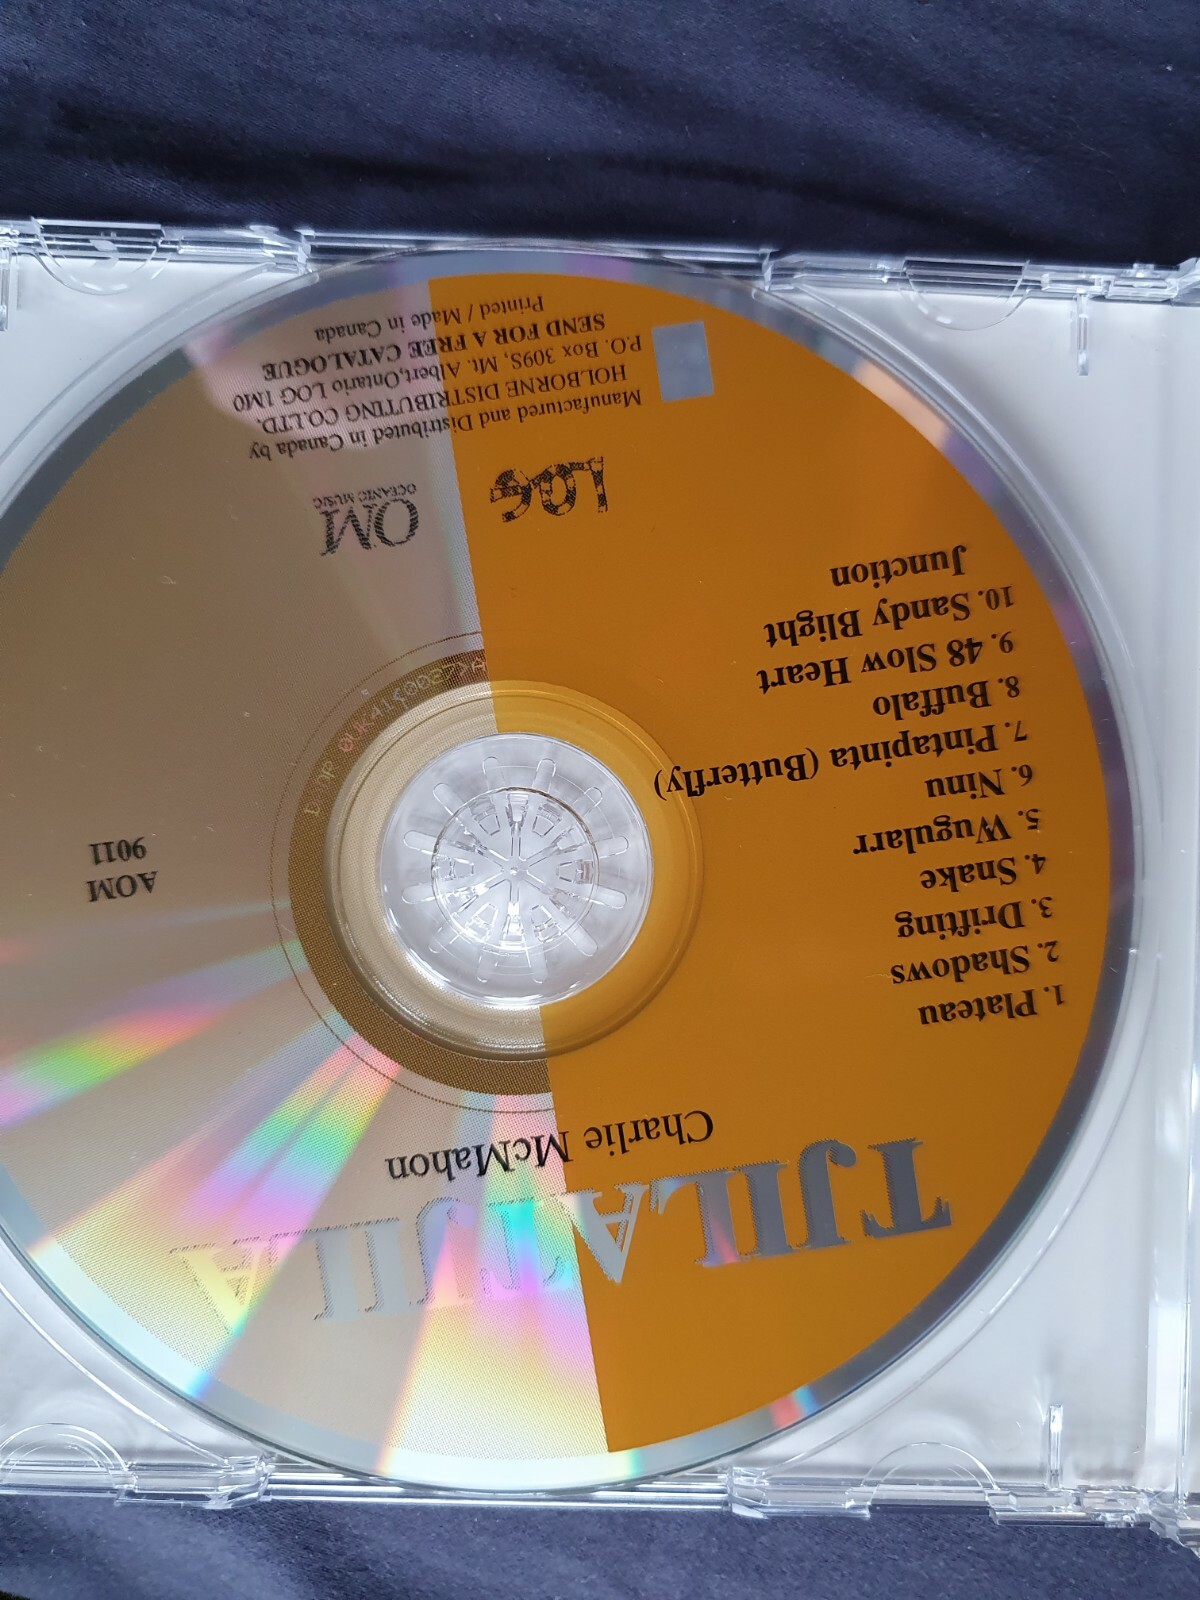 TJILATJILA
Charlie McMahon
1. Plateau
2. Shadows
3. Drifting
4. Snake
5. Wugularr
6. Ninu
7. Pintapinta (Butterfly)
8. Buffalo
9. 48 Slow Heart
10. Sandy Blight
Junction
AOM
9011
LOG
OM
OCEANIC MUSIC
Manufactured and Distributed in Canada by
HOLBORNE DISTRIBUTING CO.LTD.
P.O. Box 309S, Mt. Albert,Ontario LOG 1M0
SEND FOR A FREE CATALOGUE
Printed / Made in Canada